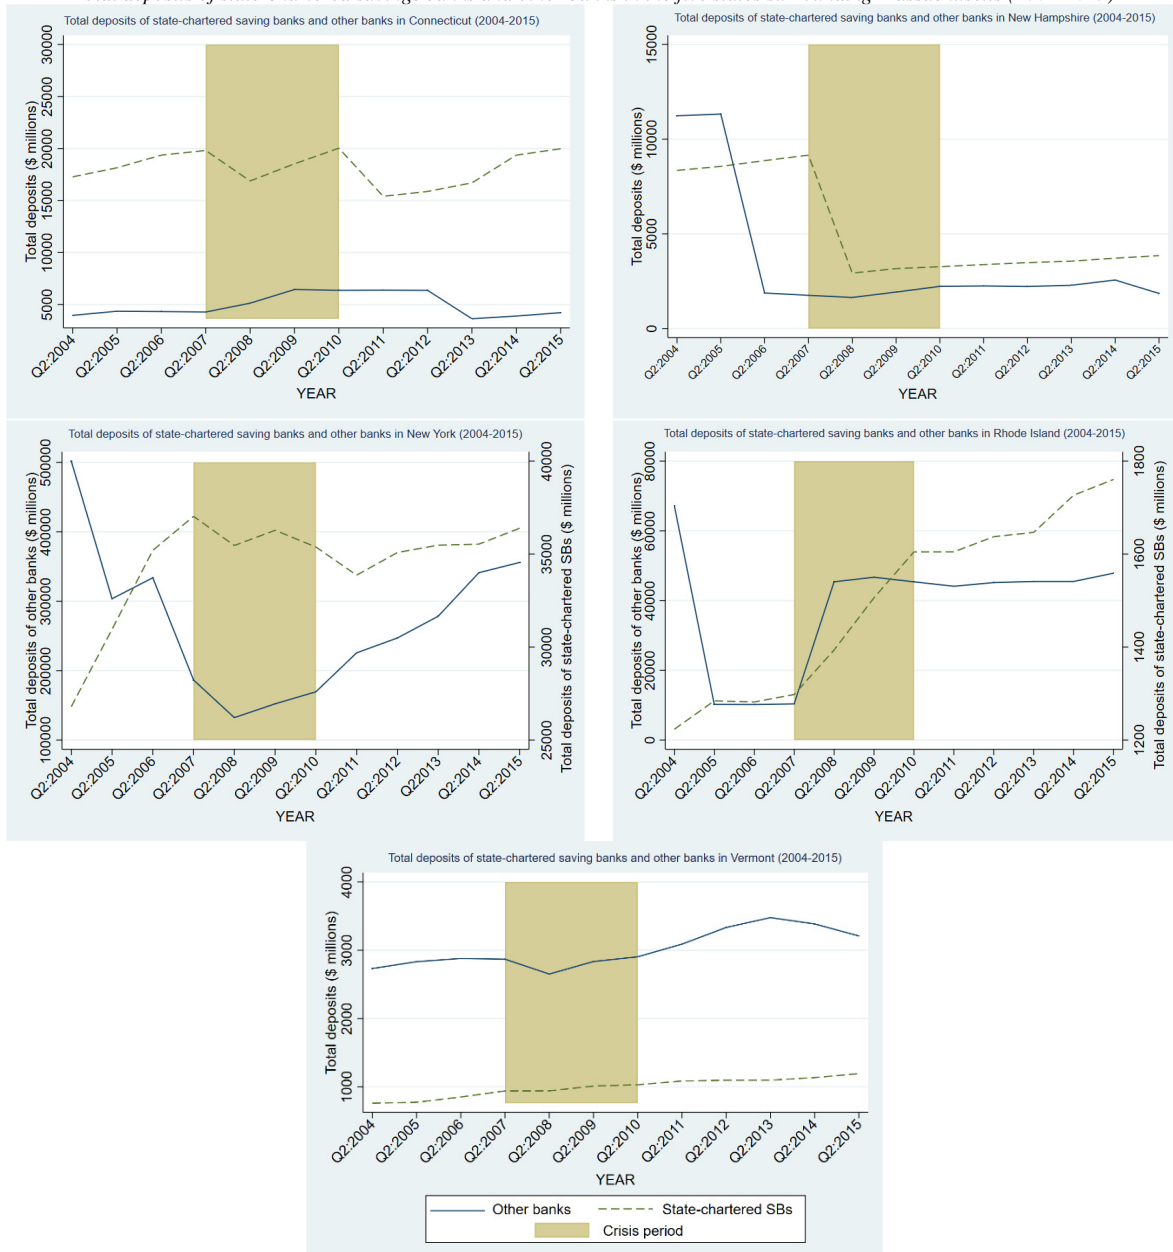 Total deposits of state-chartered saving banks and other banks in Connecticut (2004-2015)
Total deposits ($ millions)
30000
25000
20000
15000
10000
5000
Q2:2004
Q2:2005
Q2:2006
Q2:2007
Q2:2008
Q2:2009
Q2:2010
Q2:2011
Q2:2012
Q2:2013
Q2:2014
Q2:2015
YEAR
Total deposits of state-chartered saving banks and other banks in New Hampshire (2004-2015)
Total deposits ($ millions)
15000
10000
5000
0
Q2:2004
Q2:2005
Q2:2006
Q2:2007
Q2:2008
Q2:2009
Q2:2010
Q2:2011
Q2:2012
Q2:2013
Q2:2014
Q2:2015
YEAR
Total deposits of state-chartered saving banks and other banks in New York (2004-2015)
Total deposits of other banks ($ millions)
500000
400000
300000
200000
100000
40000
35000
30000
25000
Total deposits of state-chartered SBs ($ millions)
Q2:2004
Q2:2005
Q2:2006
Q2:2007
Q2:2008
Q2:2009
Q2:2010
Q2:2011
Q2:2012
Q2:2013
Q2:2014
Q2:2015
YEAR
Total deposits of state-chartered saving banks and other banks in Rhode Island (2004-2015)
Total deposits of other banks ($ millions)
80000
60000
40000
20000
0
1800
1600
1400
1200
Total deposits of state-chartered SBs ($ millions)
Q2:2004
Q2:2005
Q2:2006
Q2:2007
Q2:2008
Q2:2009
Q2:2010
Q2:2011
Q2:2012
Q2:2013
Q2:2014
Q2:2015
YEAR
Total deposits of state-chartered saving banks and other banks in Vermont (2004-2015)
Total deposits ($ millions)
4000
3000
2000
1000
Q2:2004
Q2:2005
Q2:2006
Q2:2007
Q2:2008
Q2:2009
Q2:2010
Q2:2011
Q2:2012
Q2:2013
Q2:2014
Q2:2015
YEAR
Other banks
State-chartered SBs
Crisis period